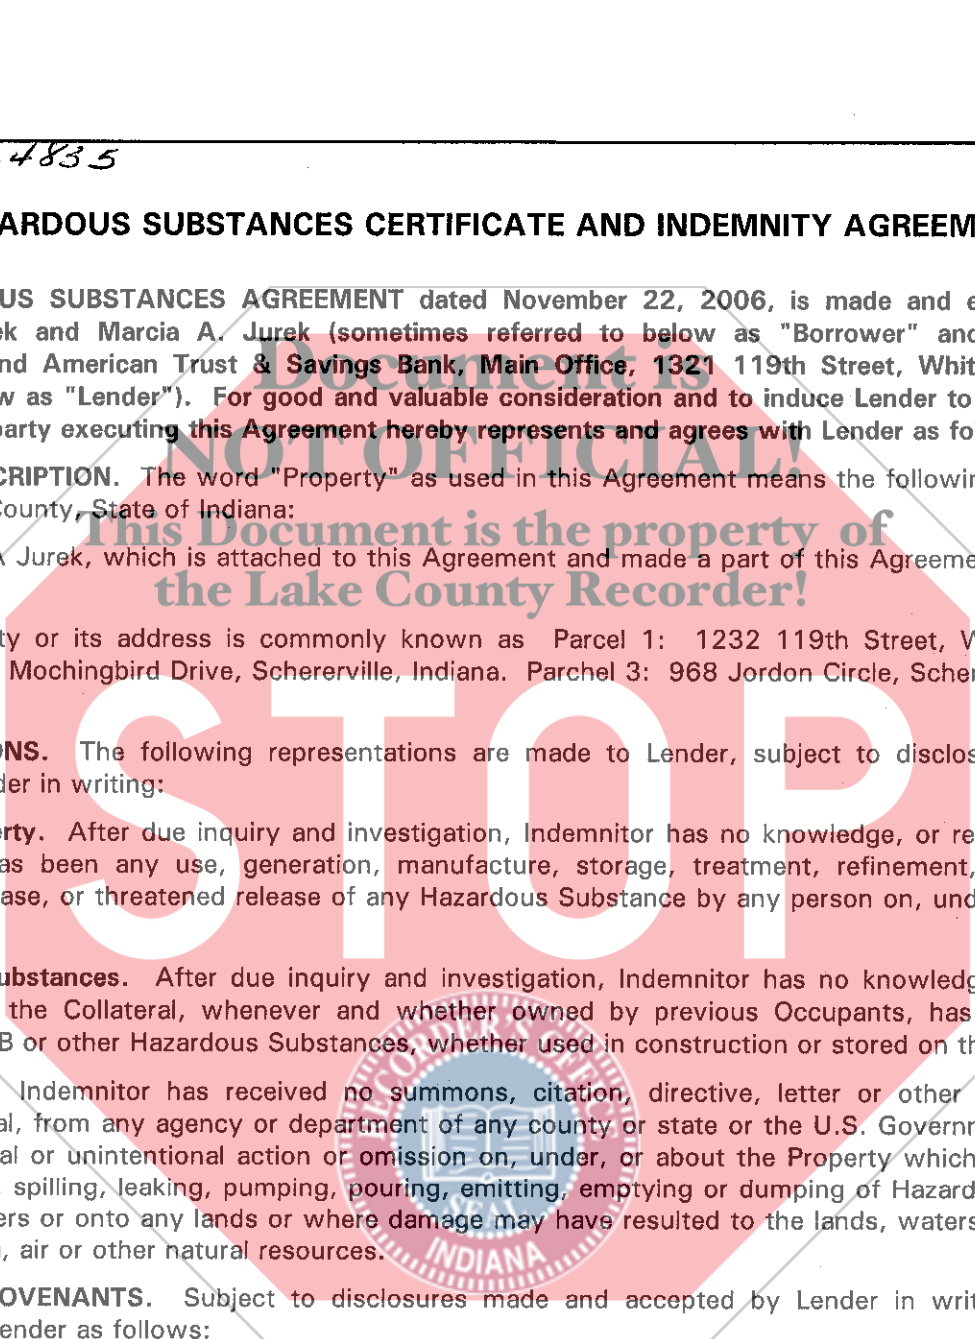 4835
ARDOUS SUBSTANCES CERTIFICATE AND INDEMNITY AGREEM
US SUBSTANCES AGREEMENT dated November 22, 2006, is made and e
ek and Marcia A. Jurek (sometimes referred to below as "Borrower" and
nd American Trust & Savings Bank, Main Office, 1321 119th Street, Whit
w as "Lender"). For good and valuable consideration and to induce Lender to
party executing this Agreement hereby represents and agrees with Lender as fo
CRIPTION. The word "Property" as used in this Agreement means the followin
County, State of Indiana:
A Jurek, which is attached to this Agreement and made a part of this Agreeme
ty or its address is commonly known as Parcel 1: 1232 119th Street, W
Mochingbird Drive, Schererville, Indiana. Parchel 3: 968 Jordon Circle, Scher
ONS. The following representations are made to Lender, subject to disclos
der in writing:
erty. After due inquiry and investigation, Indemnitor has no knowledge, or re
as been any use, generation, manufacture, storage, treatment, refinement,
ase, or threatened release of any Hazardous Substance by any person on, und
ubstances. After due inquiry and investigation, Indemnitor has no knowledg
the Collateral, whenever and whether owned by previous Occupants, has
B or other Hazardous Substances, whether used in construction or stored on th
Indemnitor has received no summons, citation, directive, letter or other
al, from any agency or department of any county or state or the U.S. Governm
al or unintentional action or omission on, under, or about the Property which
spilling, leaking, pumping, pouring, emitting, emptying or dumping of Hazard
ers or onto any lands or where damage may have resulted to the lands, waters
, air or other natural resources.
OVENANTS. Subject to disclosures made and accepted by Lender in writ
ender as follows:
Document is
NOT OFFICIAL!
This Document is the property of
the Lake County Recorder!
STOP
RECORDER'S OFFICE
SEAL
INDIANA